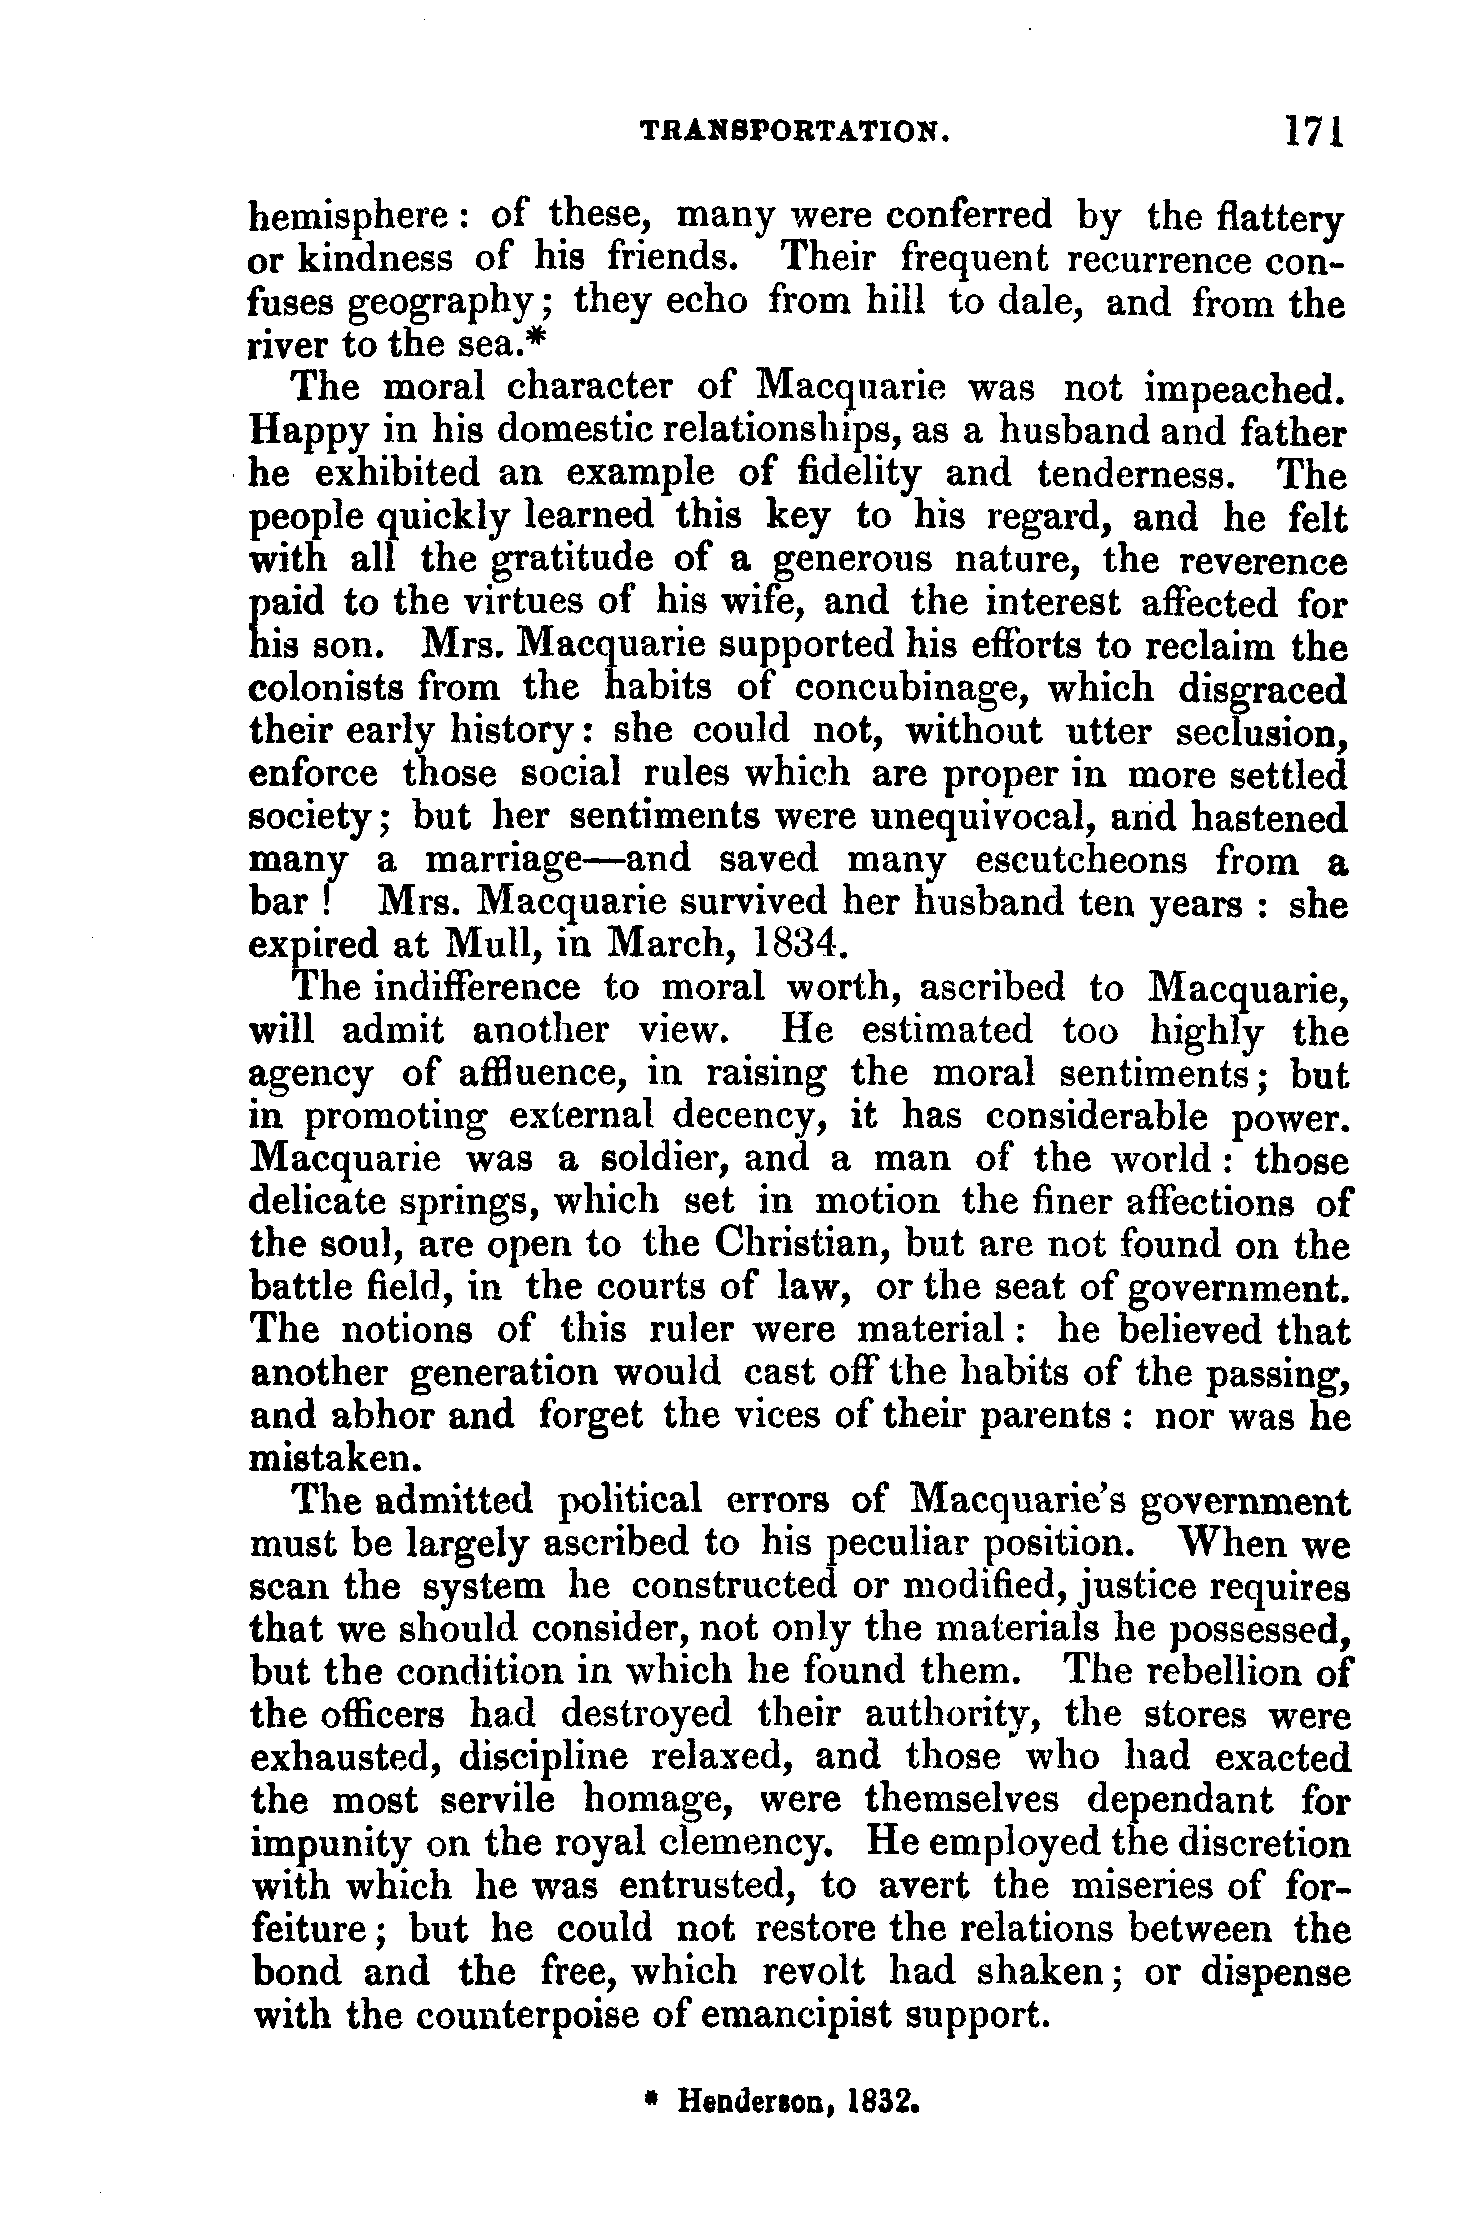 TRANSPORTATION. 171
hemisphere : of these, many were conferred by the flattery
or kindness of his friends. Their frequent recurrence con-
fuses geography; they echo from hill to dale, and from the
river to the sea.*
The moral character of Macquarie was not impeached.
Happy in his domestic relationships, as a husband and father
he exhibited an example of fidelity and tenderness. The
people quickly learned this key to his regard, and he felt
with all the gratitude of a generous nature, the reverence
paid to the virtues of his wife, and the interest affected for
his son. Mrs. Macquarie supported his efforts to reclaim the
colonists from the habits of concubinage, which disgraced
their early history: she could not, without utter seclusion,
enforce those social rules which are proper in more settled
society; but her sentiments were unequivocal, and hastened
many a marriage—and saved many escutcheons from a
bar ! Mrs. Macquarie survived her husband ten years : she
expired at Mull, in March, 1834.
The indifference to moral worth, ascribed to Macquarie,
will admit another view. He estimated too highly the
agency of affluence, in raising the moral sentiments; but
in promoting external decency, it has considerable power.
Macquarie was a soldier, and a man of the world : those
delicate springs, which set in motion the finer affections of
the soul, are open to the Christian, but are not found on the
battle field, in the courts of law, or the seat of government.
The notions of this ruler were material : he believed that
another generation would cast off the habits of the passing,
and abhor and forget the vices of their parents : nor was he
mistaken.
The admitted political errors of Macquarie's government
must be largely ascribed to his peculiar position. When we
scan the system he constructed or modified, justice requires
that we should consider, not only the materials he possessed,
but the condition in which he found them. The rebellion of
the officers had destroyed their authority, the stores were
exhausted, discipline relaxed, and those who had exacted
the most servile homage, were themselves dependant for
impunity on the royal clemency. He employed the discretion
with which he was entrusted, to avert the miseries of for-
feiture; but he could not restore the relations between the
bond and the free, which revolt had shaken; or dispense
with the counterpoise of emancipist support.
* Henderson, 1832.